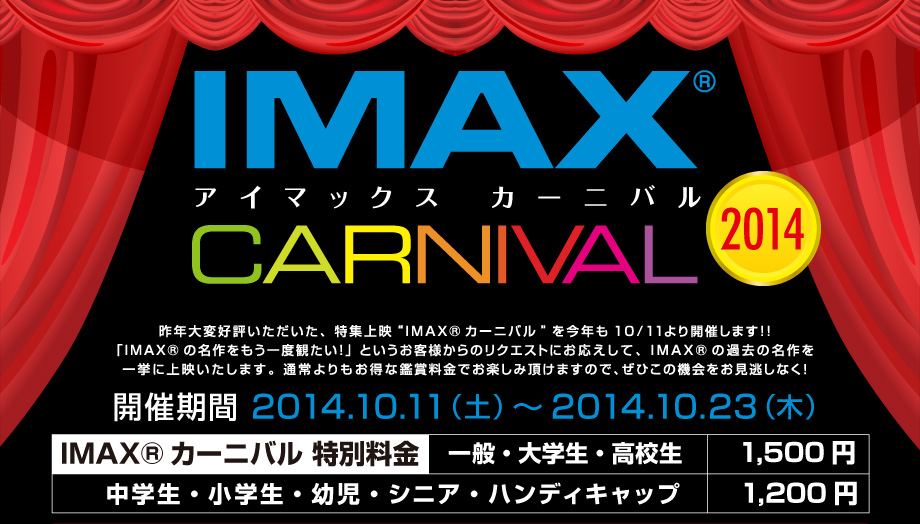 IMAX®
アイマックス カーニバル
CARNIVAL
2014
昨年大変好評いただいた、特集上映 “IMAX® カーニバル ” を今年も 10/11より開催します!!
「IMAX® の名作をもう一度観たい!」というお客様からのリクエストにお応えして、IMAX® の過去の名作を
一挙に上映いたします。通常よりもお得な鑑賞料金でお楽しみ頂けますので、ぜひこの機会をお見逃しなく!
開催期間 2014.10.11(土)～ 2014.10.23(木)
IMAX® カーニバル 特別料金 一般・大学生・高校生 1,500 円
中学生・小学生・幼児・シニア・ハンディキャップ 1,200 円